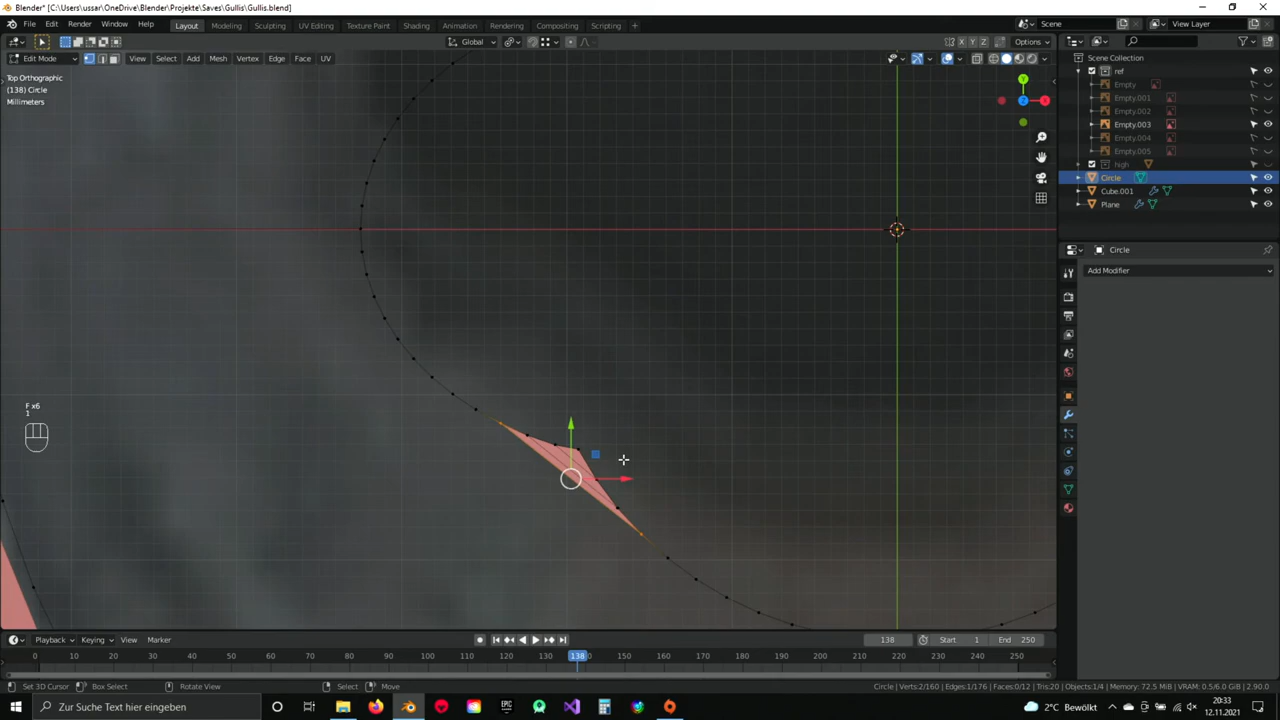 Blender* [C:\Users\ussar\OneDrive\Blender\Projekte\Saves\Gullis\Gullis.blend]
File Edit Render Window Help Layout Modeling Sculpting UV Editing Texture Paint Shading Animation Rendering Compositing Scripting + Scene View Layer
Global X Y Z Options
Edit Mode View Select Add Mesh Vertex Edge Face UV
Top Orthographic
(138) Circle
Millimeters
Y
Z X
F x6
1
Scene Collection
ref
Empty
Empty.001
Empty.002
Empty.003
Empty.004
Empty.005
high
Circle
Cube.001
Plane
Circle
Add Modifier
Playback Keying View Marker 138 Start 1 End 250
0 10 20 30 40 50 60 70 80 90 100 110 120 130 138 150 160 170 180 190 200 210 220 230 240 250
Set 3D Cursor Box Select Rotate View Select Move Circle | Verts:2/160 | Edges:1/176 | Faces:0/12 | Tris:20 | Objects:1/4 | Memory: 72.5 MiB | VRAM: 0.5/6.0 GiB | 2.90.0
Zur Suche Text hier eingeben EPIC 2°C Bewölkt 20:33
12.11.2021